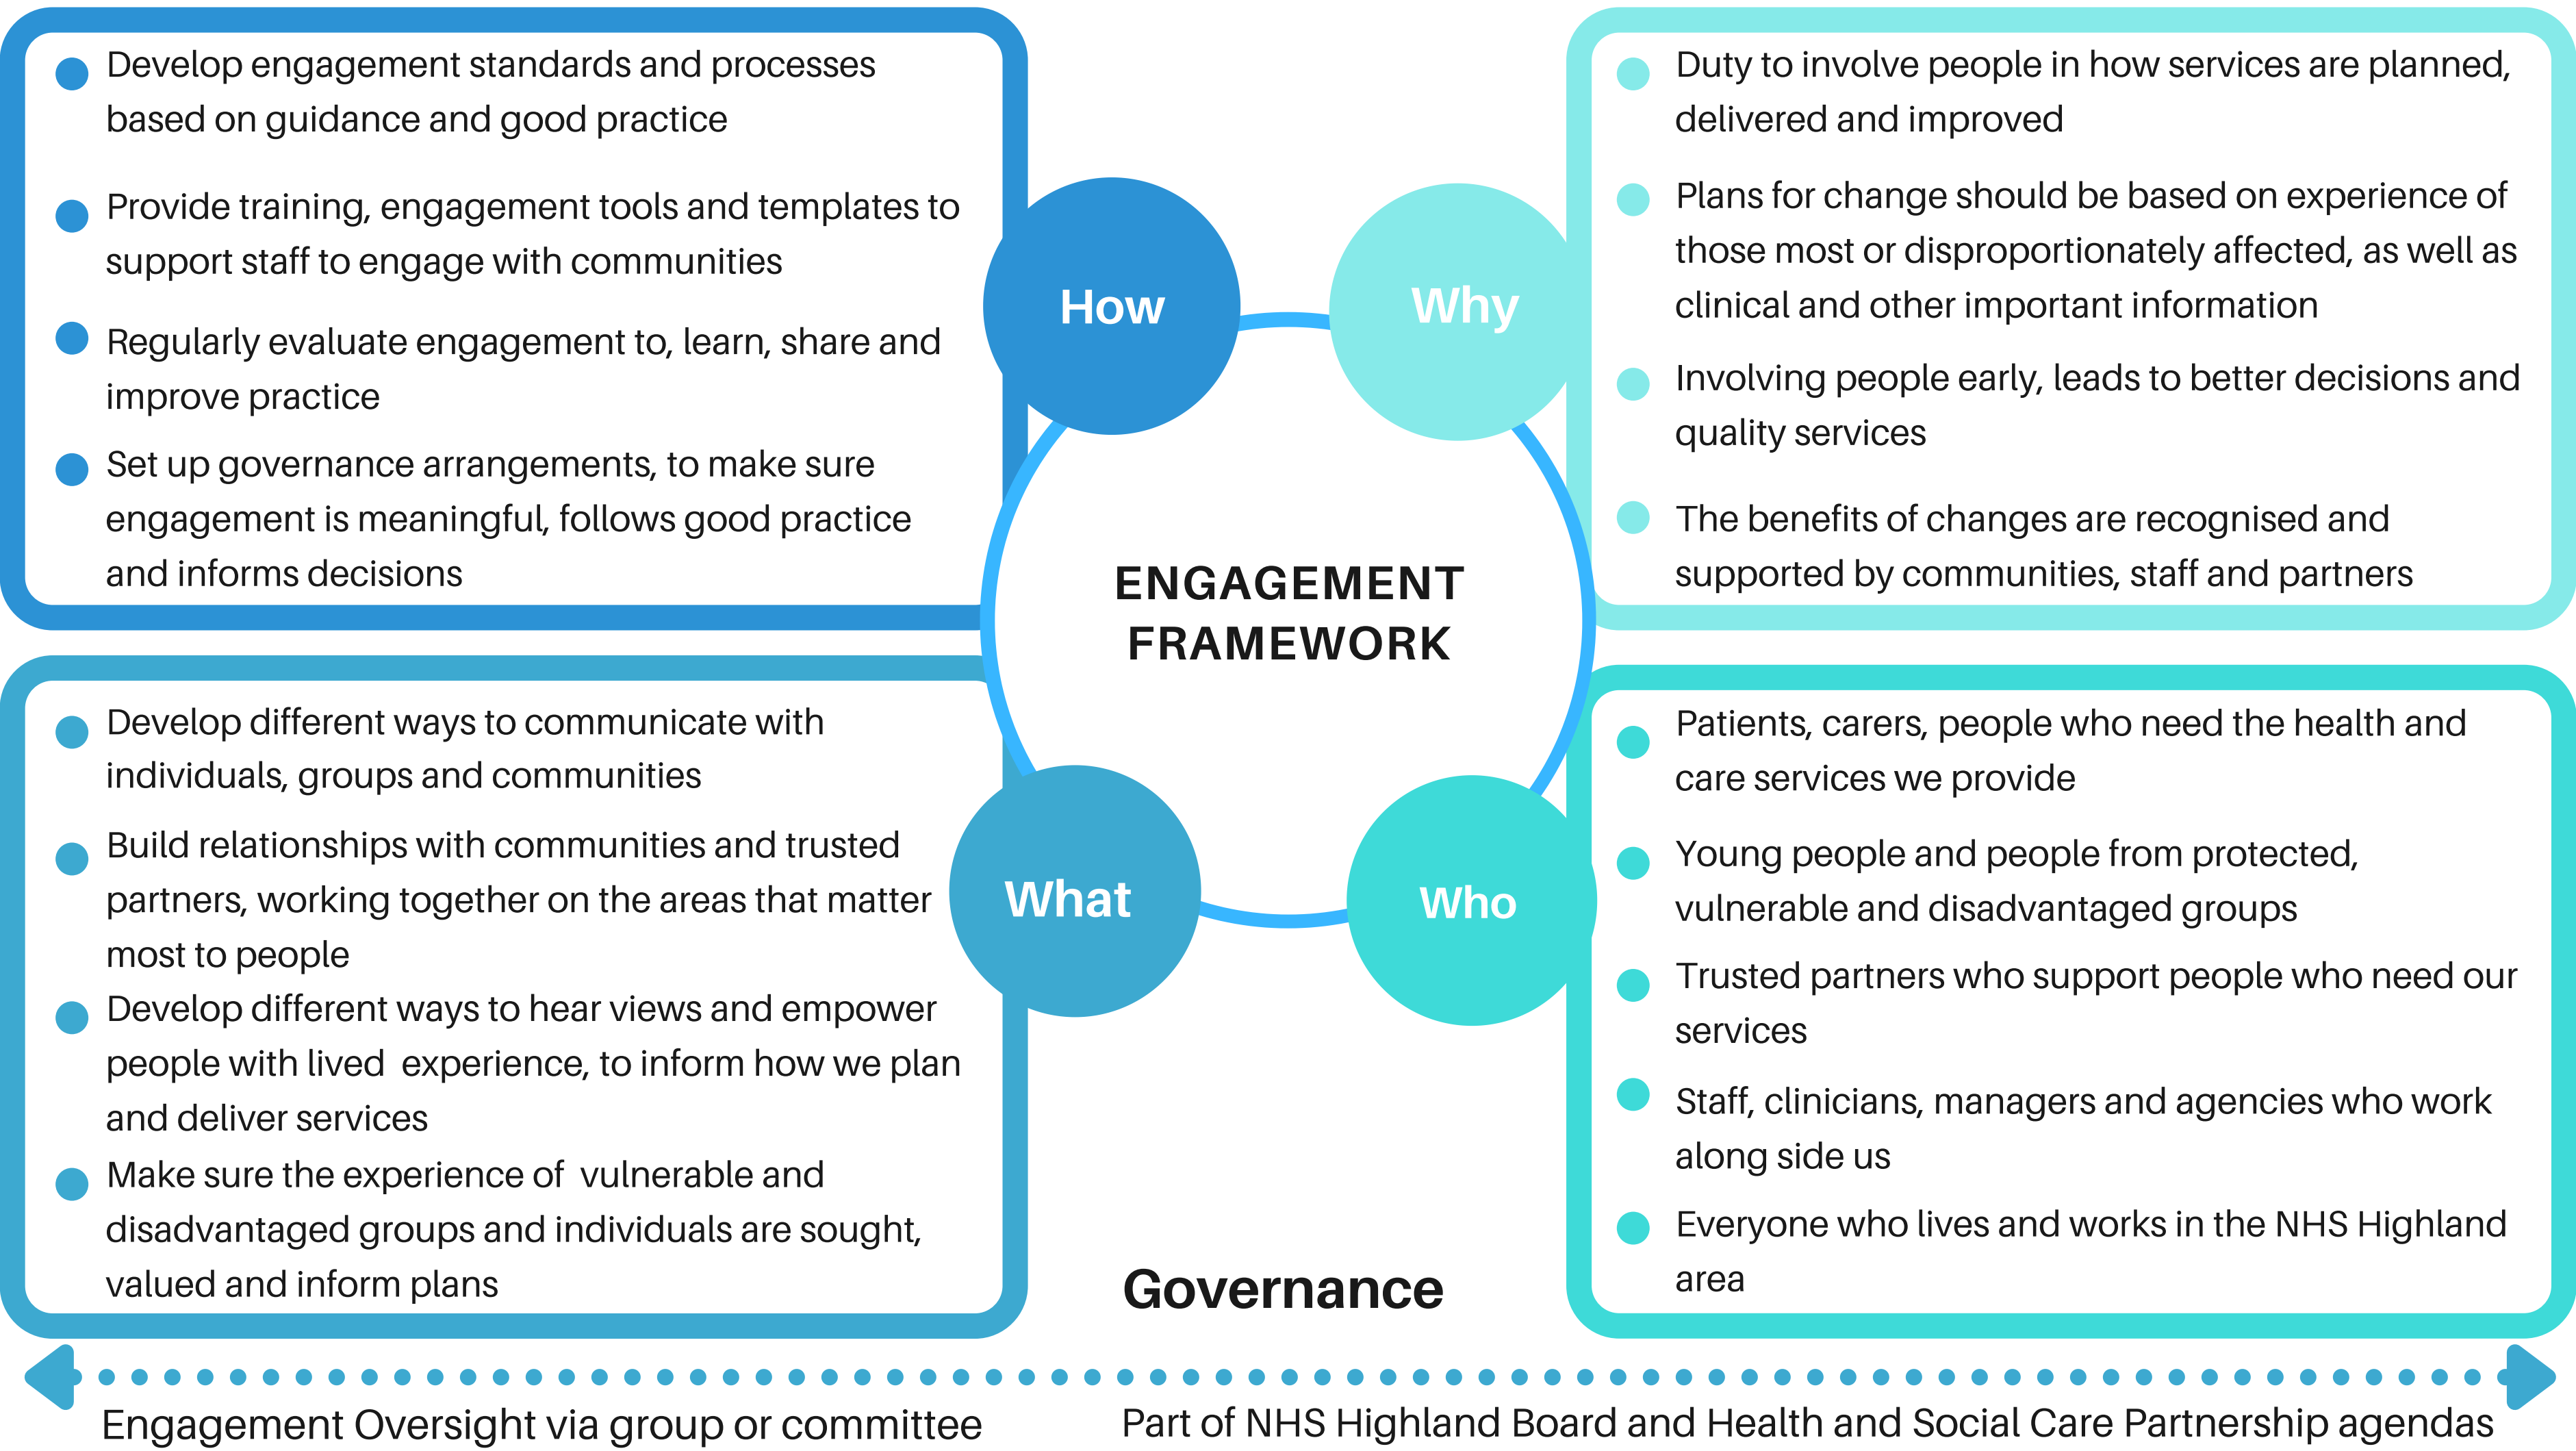 Develop engagement standards and processes
based on guidance and good practice
Provide training, engagement tools and templates to
support staff to engage with communities
Regularly evaluate engagement to, learn, share and
improve practice
Set up governance arrangements, to make sure
engagement is meaningful, follows good practice
and informs decisions
How
Why
Duty to involve people in how services are planned,
delivered and improved
Plans for change should be based on experience of
those most or disproportionately affected, as well as
clinical and other important information
Involving people early, leads to better decisions and
quality services
The benefits of changes are recognised and
supported by communities, staff and partners
ENGAGEMENT
FRAMEWORK
Develop different ways to communicate with
individuals, groups and communities
Build relationships with communities and trusted
partners, working together on the areas that matter
most to people
Develop different ways to hear views and empower
people with lived  experience, to inform how we plan
and deliver services
Make sure the experience of  vulnerable and
disadvantaged groups and individuals are sought,
valued and inform plans
What
Who
Patients, carers, people who need the health and
care services we provide
Young people and people from protected,
vulnerable and disadvantaged groups
Trusted partners who support people who need our
services
Staff, clinicians, managers and agencies who work
along side us
Everyone who lives and works in the NHS Highland
area
Governance
Engagement Oversight via group or committee
Part of NHS Highland Board and Health and Social Care Partnership agendas